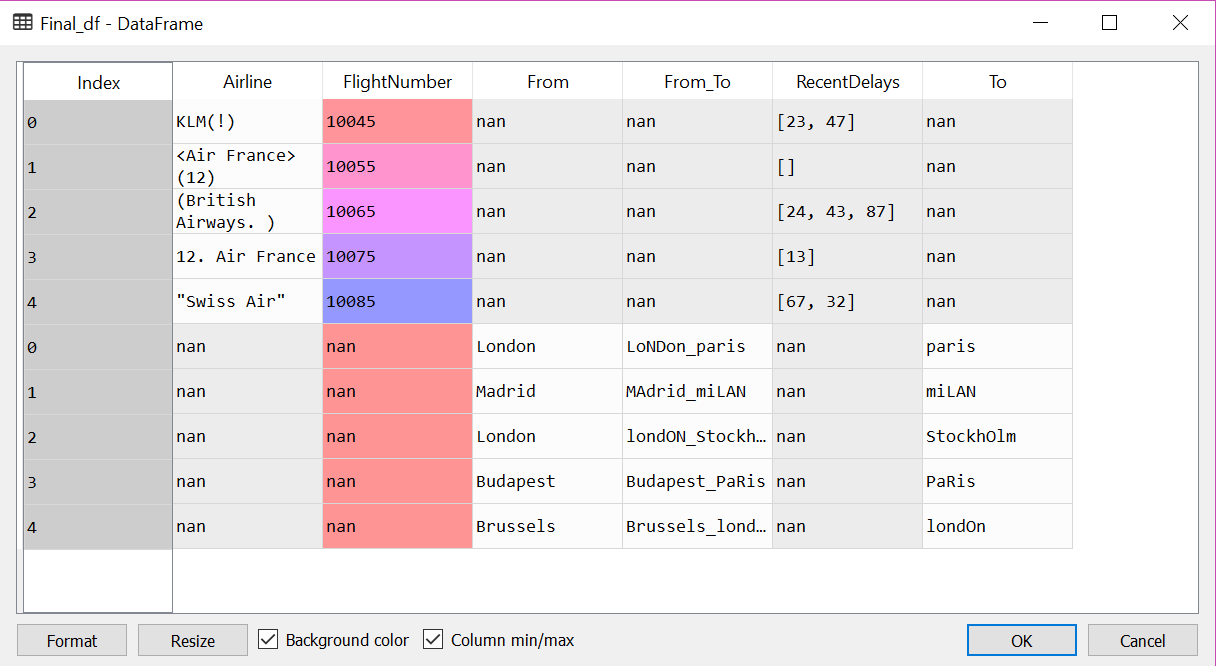 Final_df - DataFrame
Index Airline FlightNumber From From_To RecentDelays To
0 KLM(!) 10045 nan nan [23, 47] nan
1 <Air France> (12) 10055 nan nan [] nan
2 (British Airways. ) 10065 nan nan [24, 43, 87] nan
3 12. Air France 10075 nan nan [13] nan
4 "Swiss Air" 10085 nan nan [67, 32] nan
0 nan nan London LoNDon_paris nan paris
1 nan nan Madrid MAdrid_miLAN nan miLAN
2 nan nan London londON_Stockh… nan StockhOlm
3 nan nan Budapest Budapest_PaRis nan PaRis
4 nan nan Brussels Brussels_lond… nan londOn
Format Resize Background color Column min/max OK Cancel